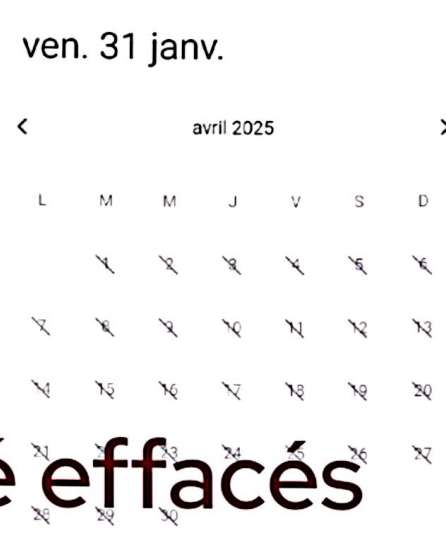 ven. 31 janv.
avril 2025
L M M J V S D
1 2 3 4 5 6
7 8 9 10 11 12 13
14 15 16 17 18 19 20
21 23 24 25 26 27
é effacés
28 29 30